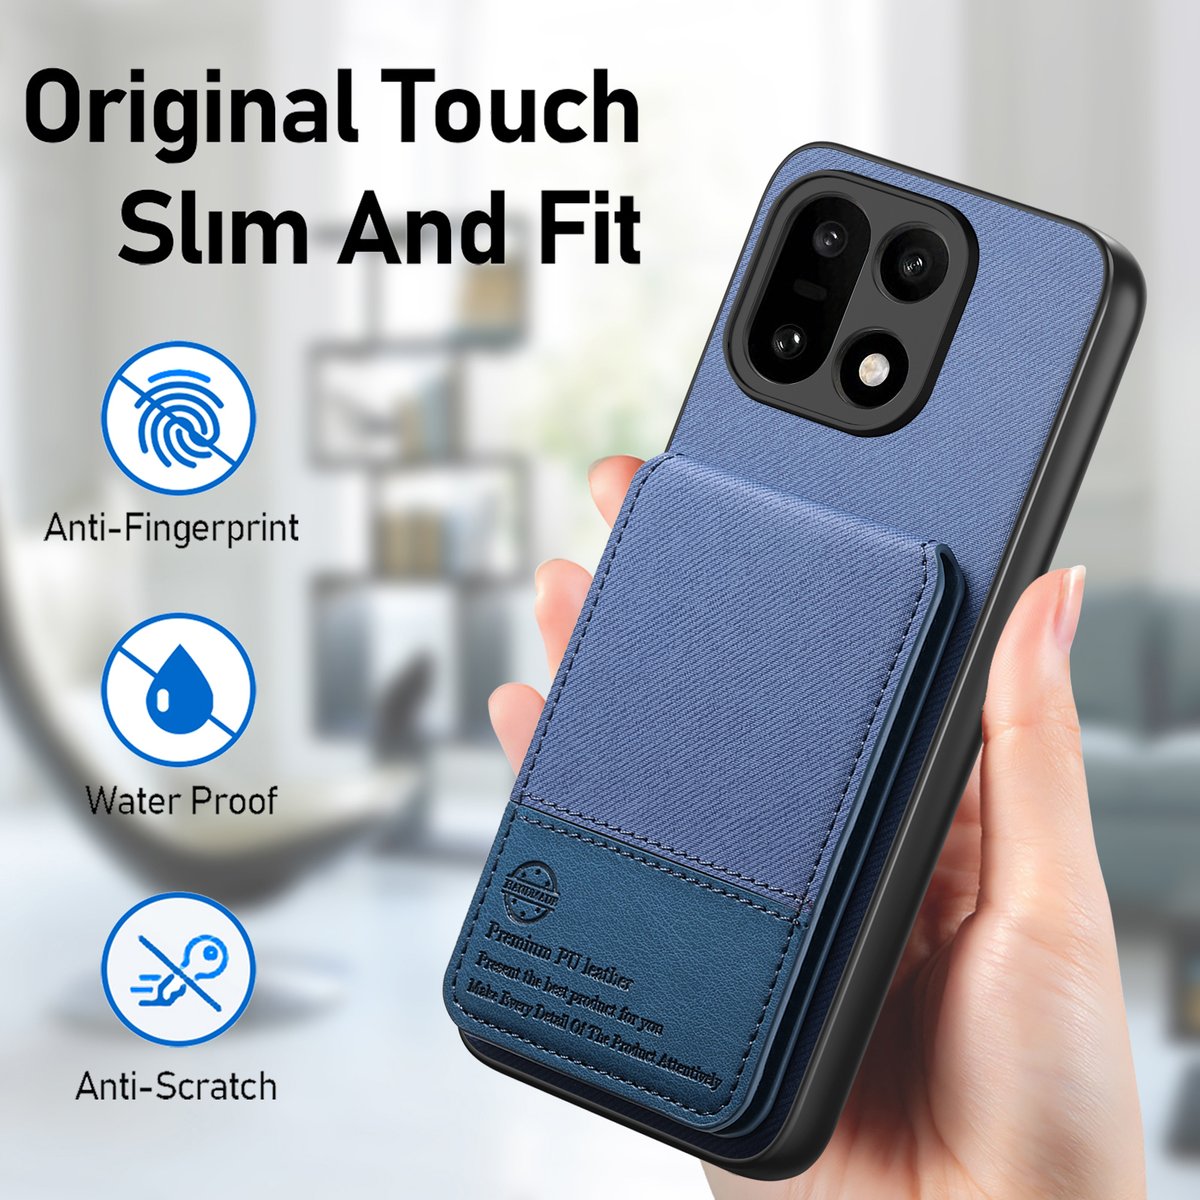 Original Touch
Slım And Fit
Anti-Fingerprint
Water Proof
Anti-Scratch
HANDMADE
Premium PU leather
Present the best product for you
Make Every Detail Of The Product Attentively